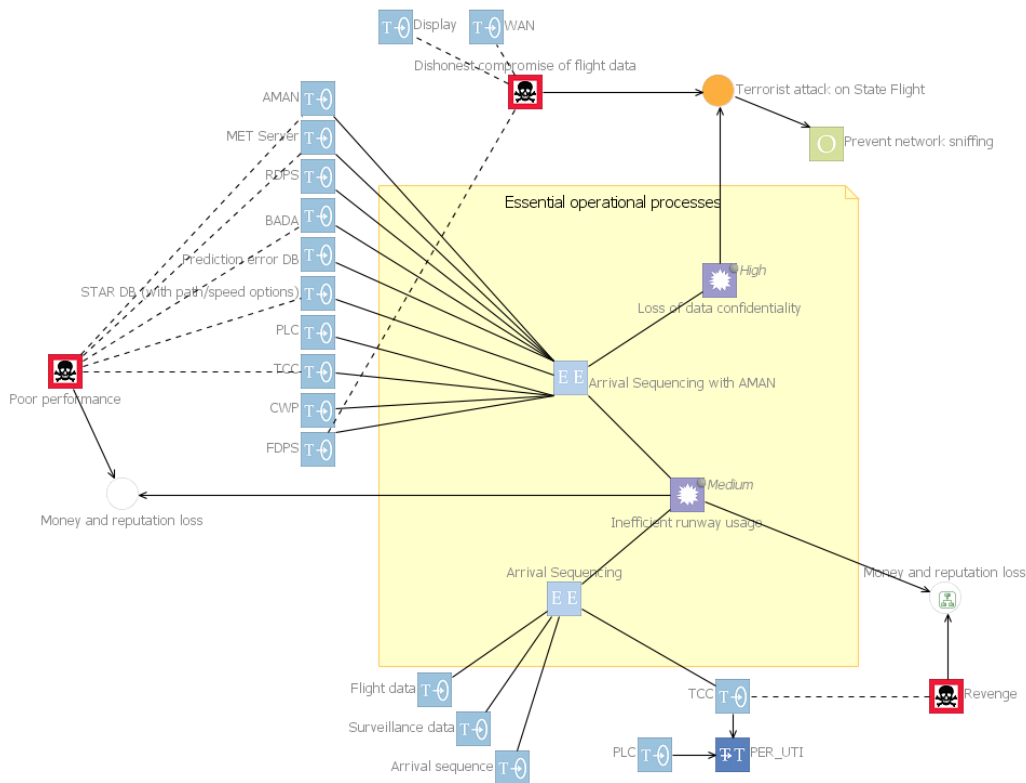 Display
WAN
Dishonest compromise of flight data
AMAN
Terrorist attack on State Flight
MET Server
Prevent network sniffing
RDPS
Essential operational processes
BADA
Prediction error DB
High
STAR DB (with path/speed options)
Loss of data confidentiality
PLC
TCC
E E
Arrival Sequencing with AMAN
Poor performance
CWP
FDPS
Medium
Money and reputation loss
Inefficient runway usage
Arrival Sequencing
Money and reputation loss
E E
Flight data
TCC
Revenge
Surveillance data
PLC
PER_UTI
Arrival sequence